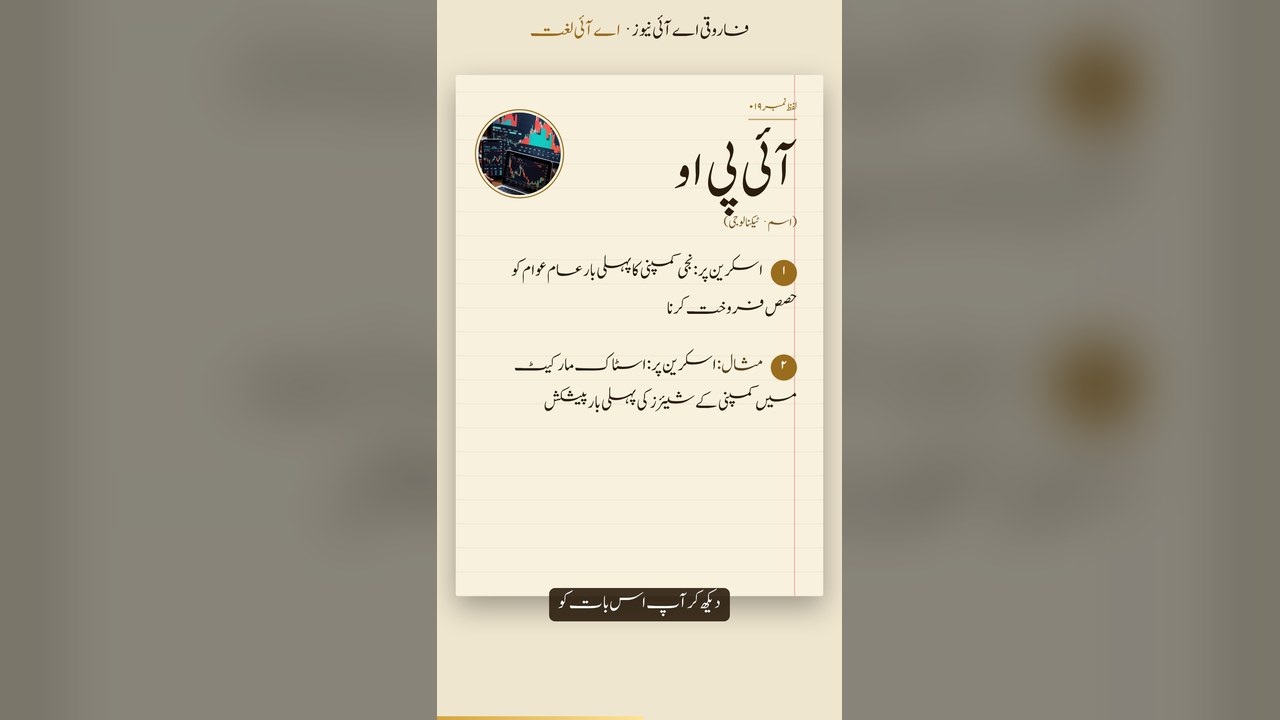 فاروقی اے آئی نیوز · اے آئی لغت
لفظ نمبر ۰۱۹
آئی پی او
(اسم · ٹیکنالوجی)
۱ اسکرین پر: نجی کمپنی کا پہلی بار عام عوام کو
حصص فروخت کرنا
۲ مثال: اسکرین پر: اسٹاک مارکیٹ
میں کمپنی کے شیئرز کی پہلی بار پیشکش
دیکھ کر آپ اس بات کو